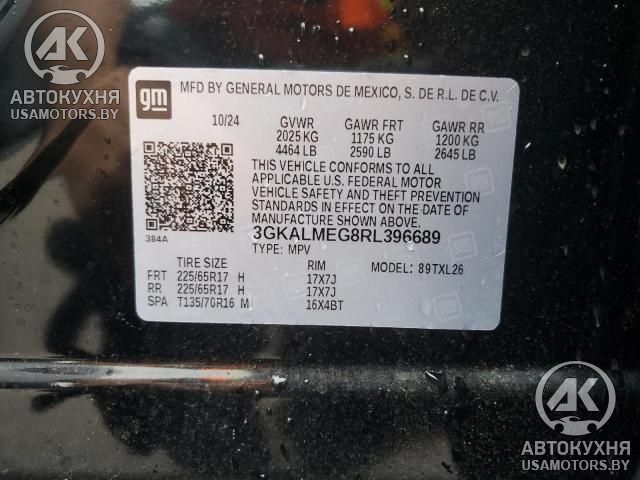 АВТОКУХНЯ
USAMOTORS.BY
gm
MFD BY GENERAL MOTORS DE MEXICO, S. DE R.L. DE C.V.
10/24 GVWR GAWR FRT GAWR RR
2025 KG 1175 KG 1200 KG
4464 LB 2590 LB 2645 LB
THIS VEHICLE CONFORMS TO ALL
APPLICABLE U.S. FEDERAL MOTOR
VEHICLE SAFETY AND THEFT PREVENTION
STANDARDS IN EFFECT ON THE DATE OF
MANUFACTURE SHOWN ABOVE.
384A
3GKALMEG8RL396689
TYPE: MPV
TIRE SIZE RIM MODEL: 89TXL26
FRT 225/65R17 H 17X7J
RR 225/65R17 H 17X7J
SPA T135/70R16 M 16X4BT
AK
АВТОКУХНЯ
USAMOTORS.BY